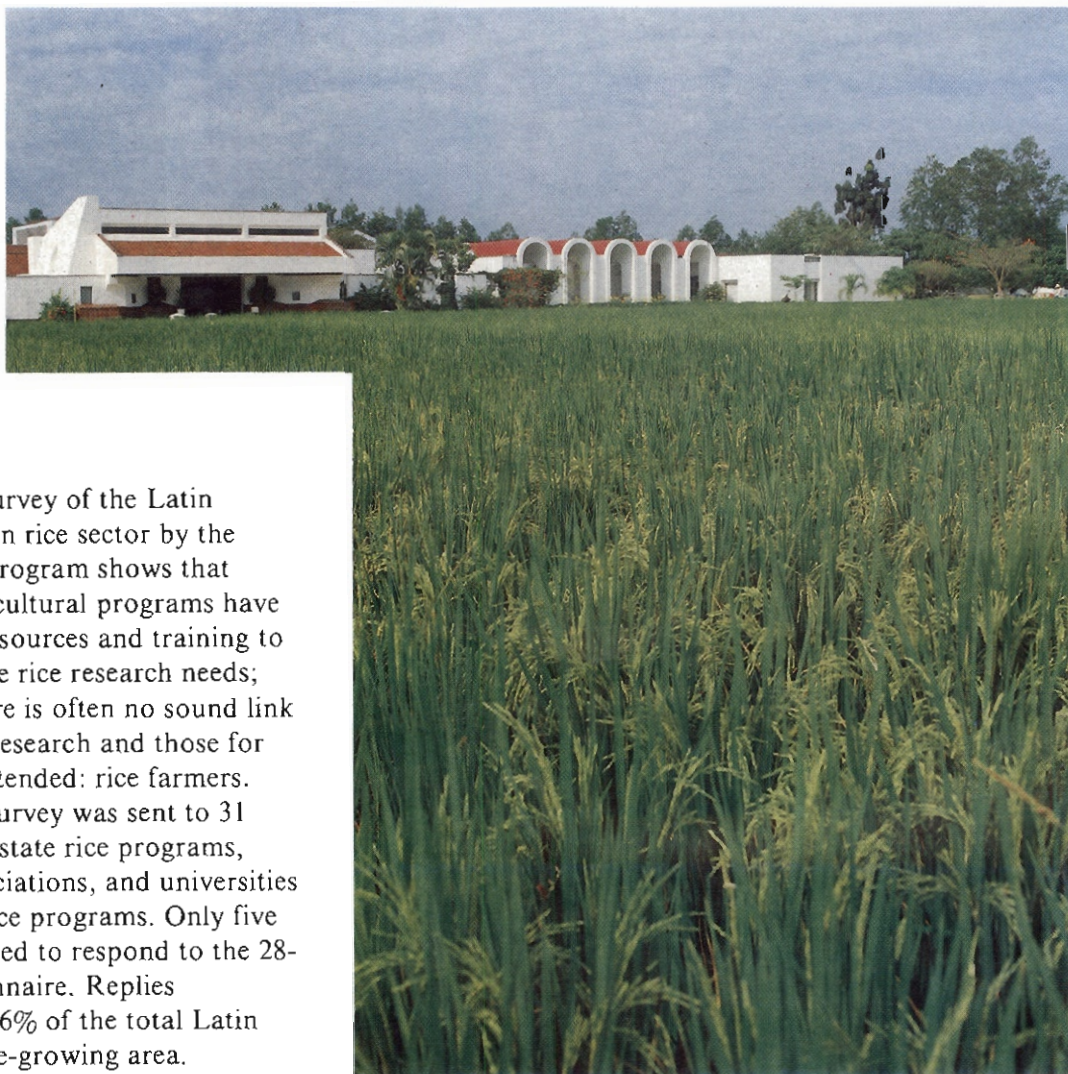 urvey of the Latin
n rice sector by the
rogram shows that
cultural programs have
sources and training to
e rice research needs;
re is often no sound link
esearch and those for
tended: rice farmers.
urvey was sent to 31
state rice programs,
ciations, and universities
ce programs. Only five
ed to respond to the 28-
nnaire. Replies
6% of the total Latin
e-growing area.